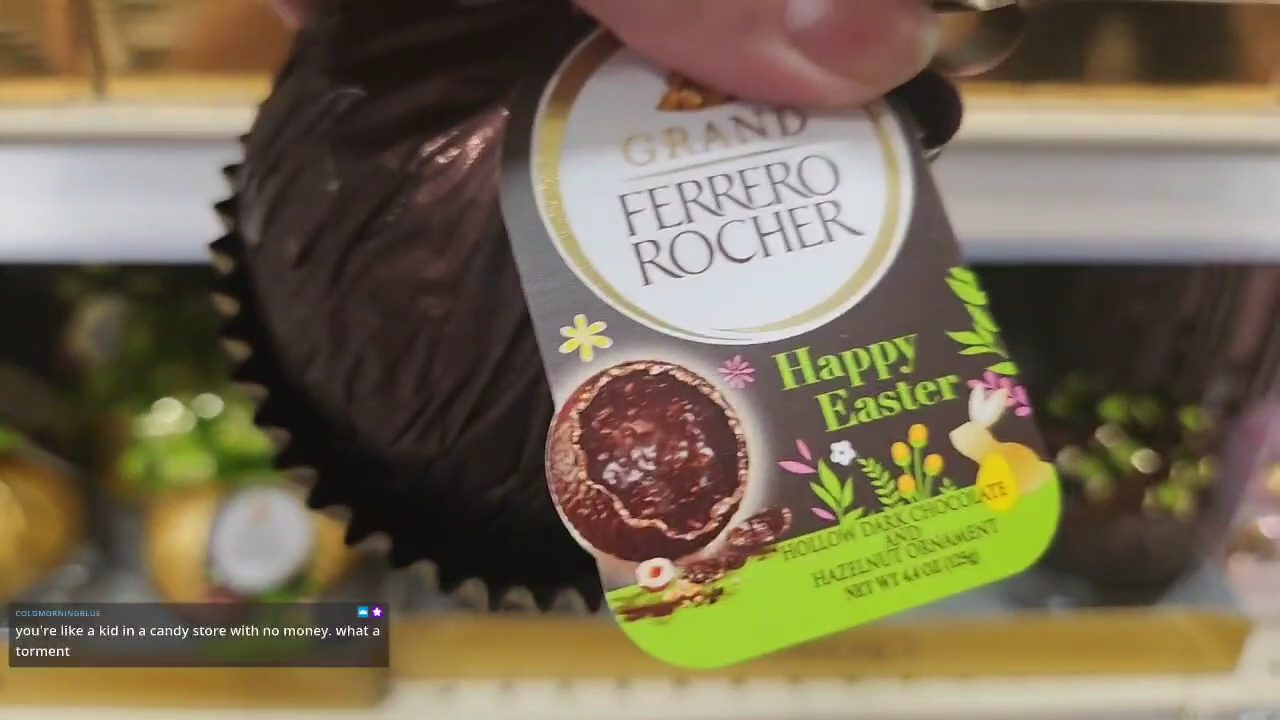 GRAND
FERRERO
ROCHER
Happy
Easter
HOLLOW DARK CHOCOLATE
AND
HAZELNUT ORNAMENT
NET WT 4.4 OZ (125g)
COLDMORNINGBLUE
you're like a kid in a candy store with no money. what a
torment